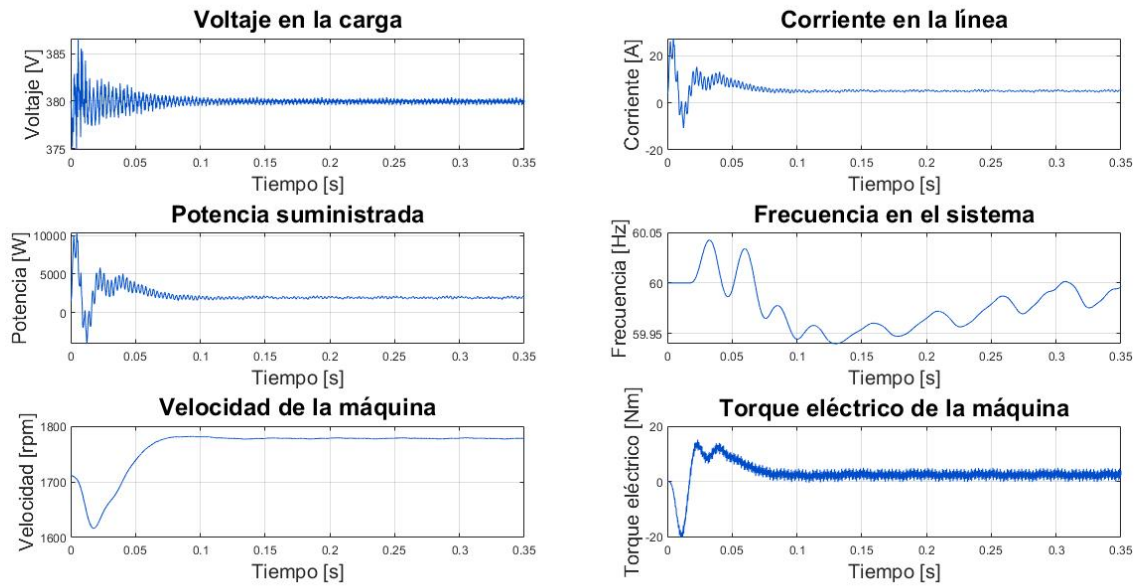 Voltaje en la carga
Voltaje [V]
385
380
375
0 0.05 0.1 0.15 0.2 0.25 0.3 0.35
Tiempo [s]
Corriente en la línea
Corriente [A]
20
0
-20
0 0.05 0.1 0.15 0.2 0.25 0.3 0.35
Tiempo [s]
Potencia suministrada
Potencia [W]
10000
5000
0
0 0.05 0.1 0.15 0.2 0.25 0.3 0.35
Tiempo [s]
Frecuencia en el sistema
Frecuencia [Hz]
60.05
60
59.95
0 0.05 0.1 0.15 0.2 0.25 0.3 0.35
Tiempo [s]
Velocidad de la máquina
Velocidad [rpm]
1800
1700
1600
0 0.05 0.1 0.15 0.2 0.25 0.3 0.35
Tiempo [s]
Torque eléctrico de la máquina
Torque eléctrico [Nm]
20
0
-20
0 0.05 0.1 0.15 0.2 0.25 0.3 0.35
Tiempo [s]